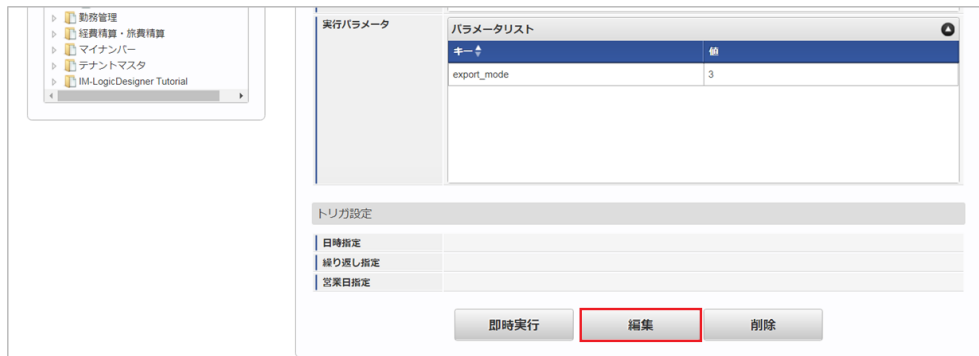 勤務管理
経費精算・旅費精算
マイナンバー
テナントマスタ
IM-LogicDesigner Tutorial
実行パラメータ
パラメータリスト
キー 値
export_mode 3
トリガ設定
日時指定
繰り返し指定
営業日指定
即時実行 編集 削除